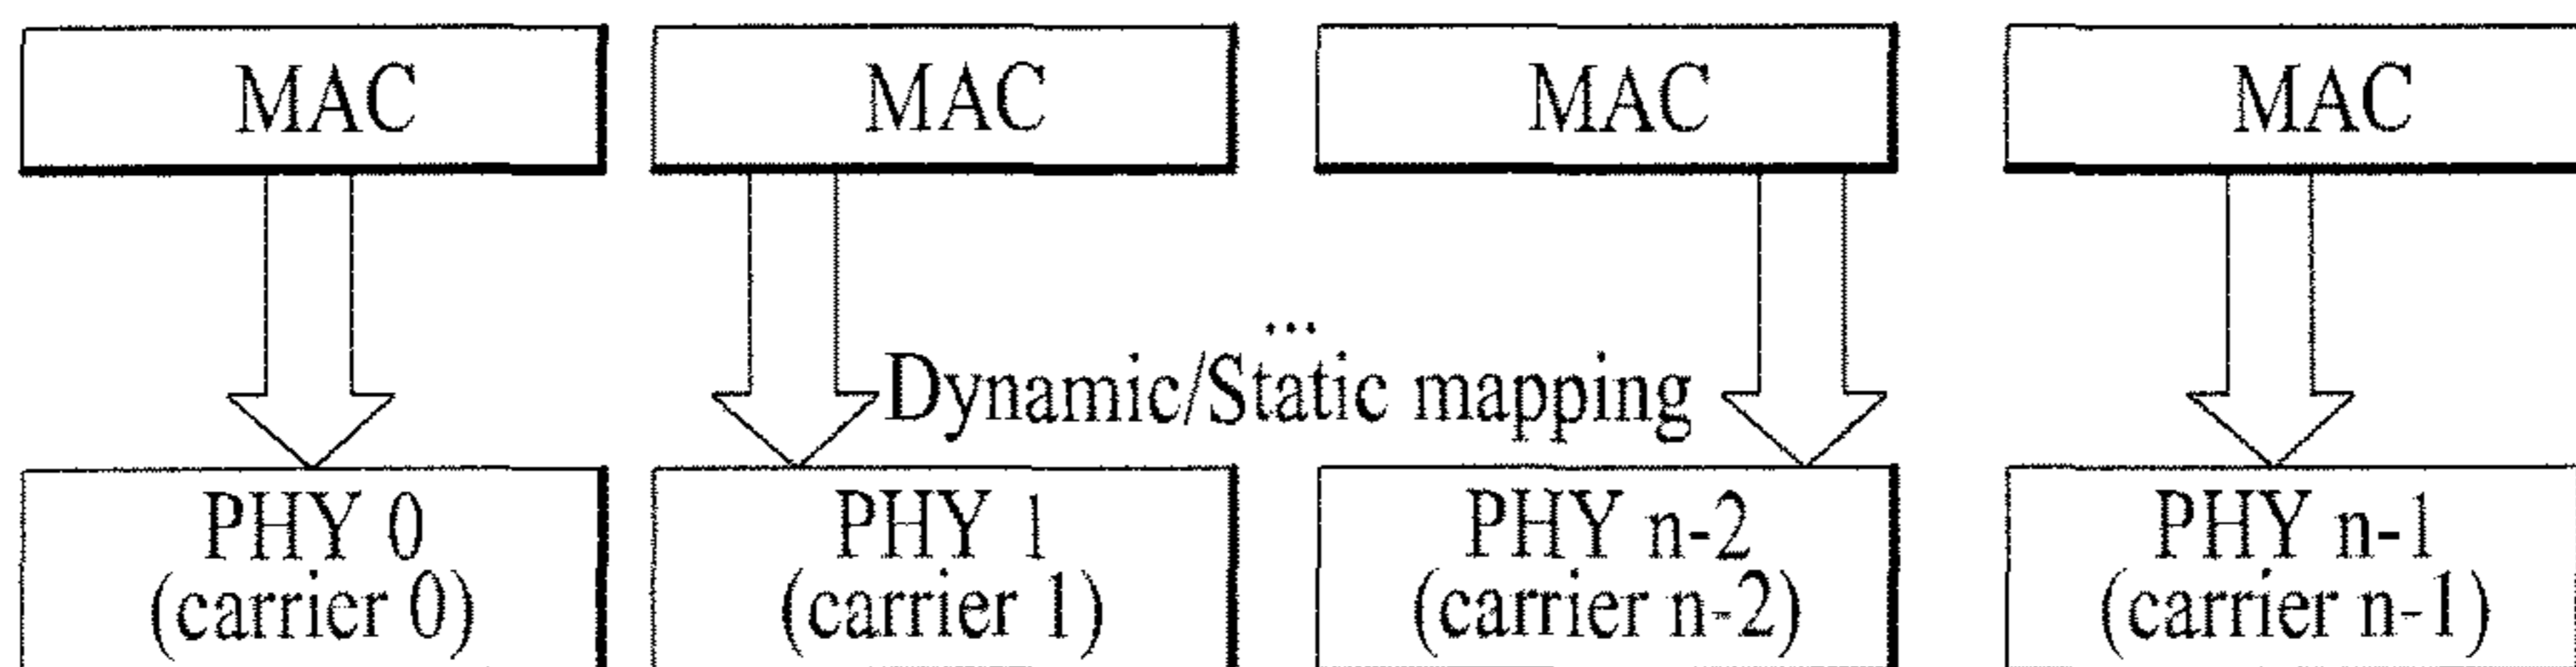 MAC
MAC
MAC
MAC
...
Dynamic/Static mapping
PHY 0
(carrier 0)
PHY 1
(carrier 1)
PHY n-2
(carrier n-2)
PHY n-1
(carrier n-1)